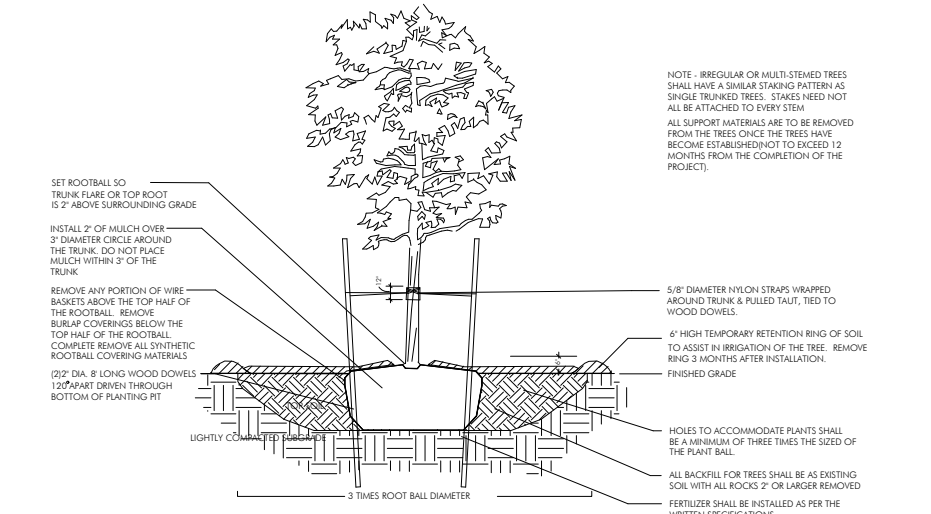 NOTE - IRREGULAR OR MULTI-STEMED TREES
SHALL HAVE A SIMILAR STAKING PATTERN AS
SINGLE TRUNKED TREES. STAKES NEED NOT
ALL BE ATTACHED TO EVERY STEM
ALL SUPPORT MATERIALS ARE TO BE REMOVED
FROM THE TREES ONCE THE TREES HAVE
BECOME ESTABLISHED(NOT TO EXCEED 12
MONTHS FROM THE COMPLETION OF THE
PROJECT).
SET ROOTBALL SO
TRUNK FLARE OR TOP ROOT
IS 2" ABOVE SURROUNDING GRADE
INSTALL 2" OF MULCH OVER
3" DIAMETER CIRCLE AROUND
THE TRUNK. DO NOT PLACE
MULCH WITHIN 3" OF THE
TRUNK
REMOVE ANY PORTION OF WIRE
BASKETS ABOVE THE TOP HALF OF
THE ROOTBALL. REMOVE
BURLAP COVERINGS BELOW THE
TOP HALF OF THE ROOTBALL.
COMPLETE REMOVE ALL SYNTHETIC
ROOTBALL COVERING MATERIALS
(2)2" DIA. 8' LONG WOOD DOWELS
120°APART DRIVEN THROUGH
BOTTOM OF PLANTING PIT
TOP SOIL
LIGHTLY COMPACTED SUBGRADE
12"
6"
5/8" DIAMETER NYLON STRAPS WRAPPED
AROUND TRUNK & PULLED TAUT, TIED TO
WOOD DOWELS.
6" HIGH TEMPORARY RETENTION RING OF SOIL
TO ASSIST IN IRRIGATION OF THE TREE. REMOVE
RING 3 MONTHS AFTER INSTALLATION.
FINISHED GRADE
HOLES TO ACCOMMODATE PLANTS SHALL
BE A MINIMUM OF THREE TIMES THE SIZED OF
THE PLANT BALL.
ALL BACKFILL FOR TREES SHALL BE AS EXISTING
SOIL WITH ALL ROCKS 2" OR LARGER REMOVED
FERTILIZER SHALL BE INSTALLED AS PER THE
WRITTEN SPECIFICATIONS
3 TIMES ROOT BALL DIAMETER